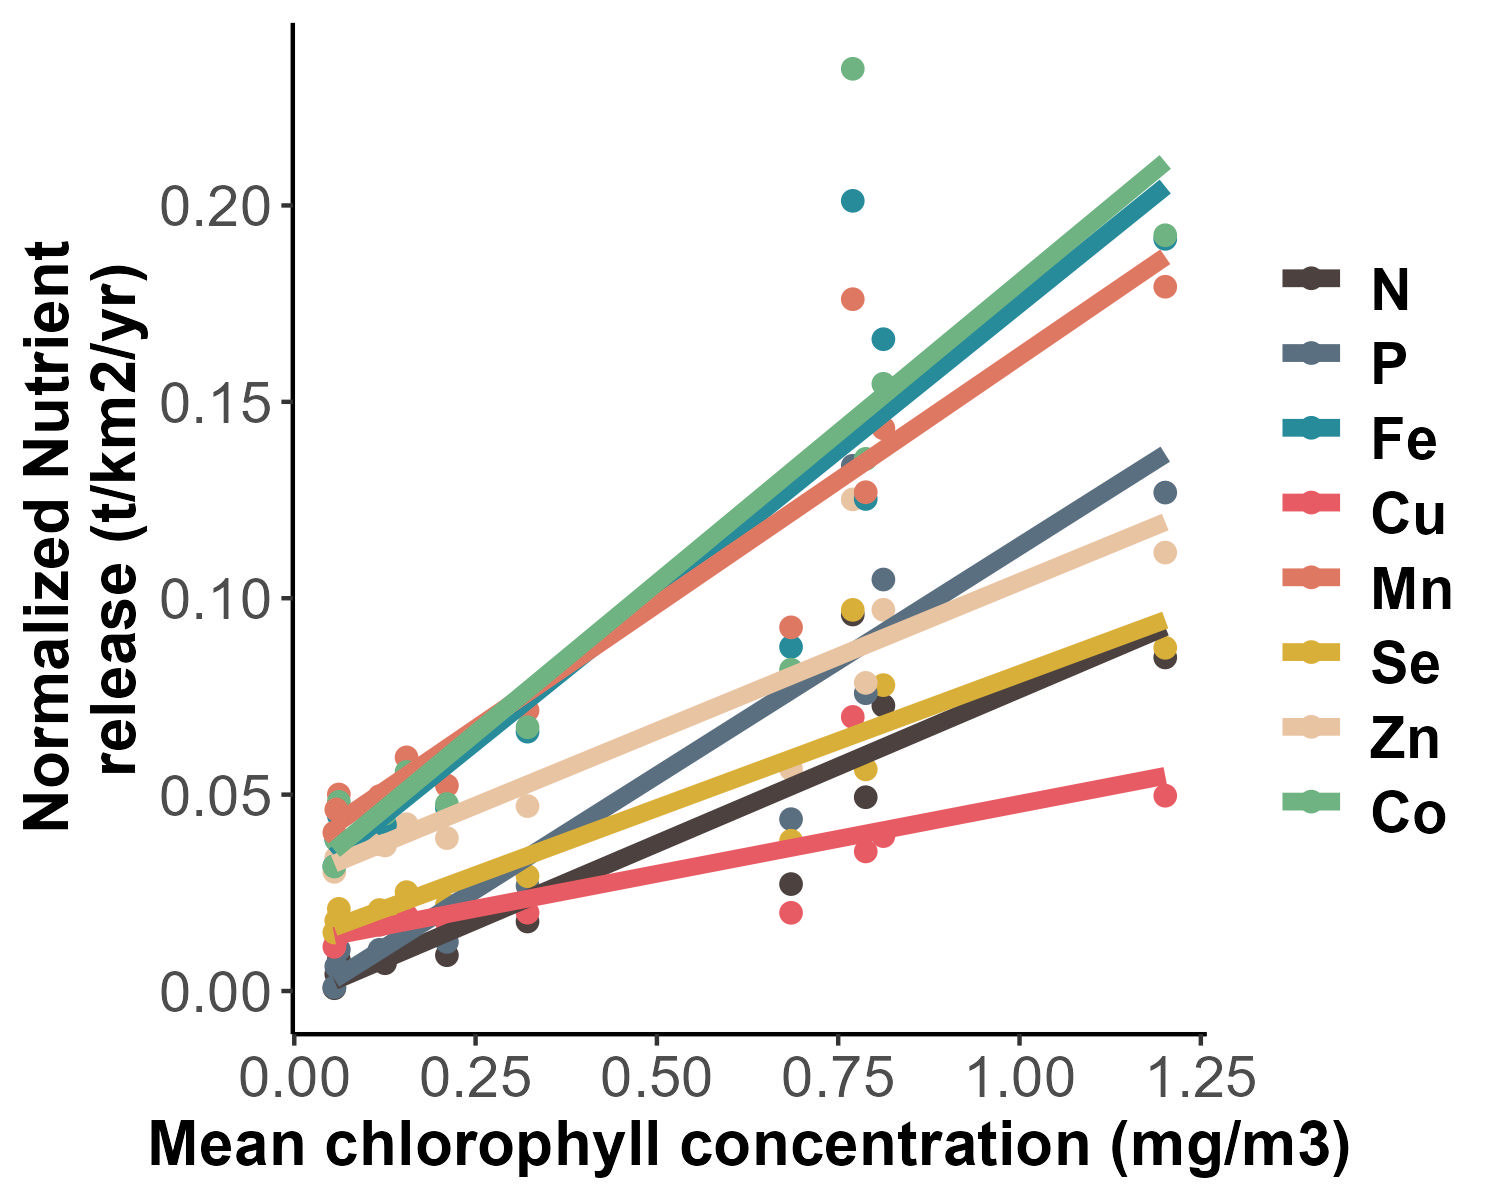 Normalized Nutrient
release (t/km2/yr)
0.20
0.15
0.10
0.05
0.00
0.00 0.25 0.50 0.75 1.00 1.25
Mean chlorophyll concentration (mg/m3)
N
P
Fe
Cu
Mn
Se
Zn
Co